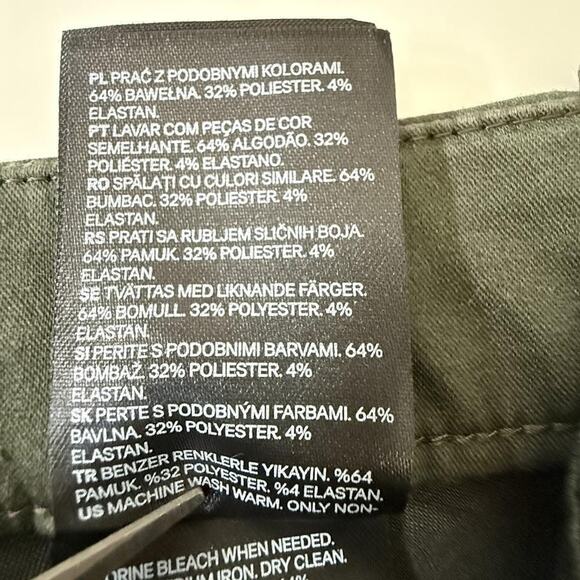 PL PRAĆ Z PODOBNYMI KOLORAMI.
64% BAWEŁNA. 32% POLIESTER. 4%
ELASTAN.
PT LAVAR COM PEÇAS DE COR
SEMELHANTE. 64% ALGODÃO. 32%
POLIÉSTER. 4% ELASTANO.
RO SPĂLAȚI CU CULORI SIMILARE. 64%
BUMBAC. 32% POLIESTER. 4%
ELASTAN.
RS PRATI SA RUBLJEM SLIČNIH BOJA.
64% PAMUK. 32% POLIESTER. 4%
ELASTAN.
SE TVÄTTAS MED LIKNANDE FÄRGER.
64% BOMULL. 32% POLYESTER. 4%
ELASTAN.
SI PERITE S PODOBNIMI BARVAMI. 64%
BOMBAŽ. 32% POLIESTER. 4%
ELASTAN.
SK PERTE S PODOBNÝMI FARBAMI. 64%
BAVLNA. 32% POLYESTER. 4%
ELASTAN.
TR BENZER RENKLERLE YIKAYIN. %64
PAMUK. %32 POLYESTER. %4 ELASTAN.
US MACHINE WASH WARM. ONLY NON-
ORINE BLEACH WHEN NEEDED.
IRON. DRY CLEAN.